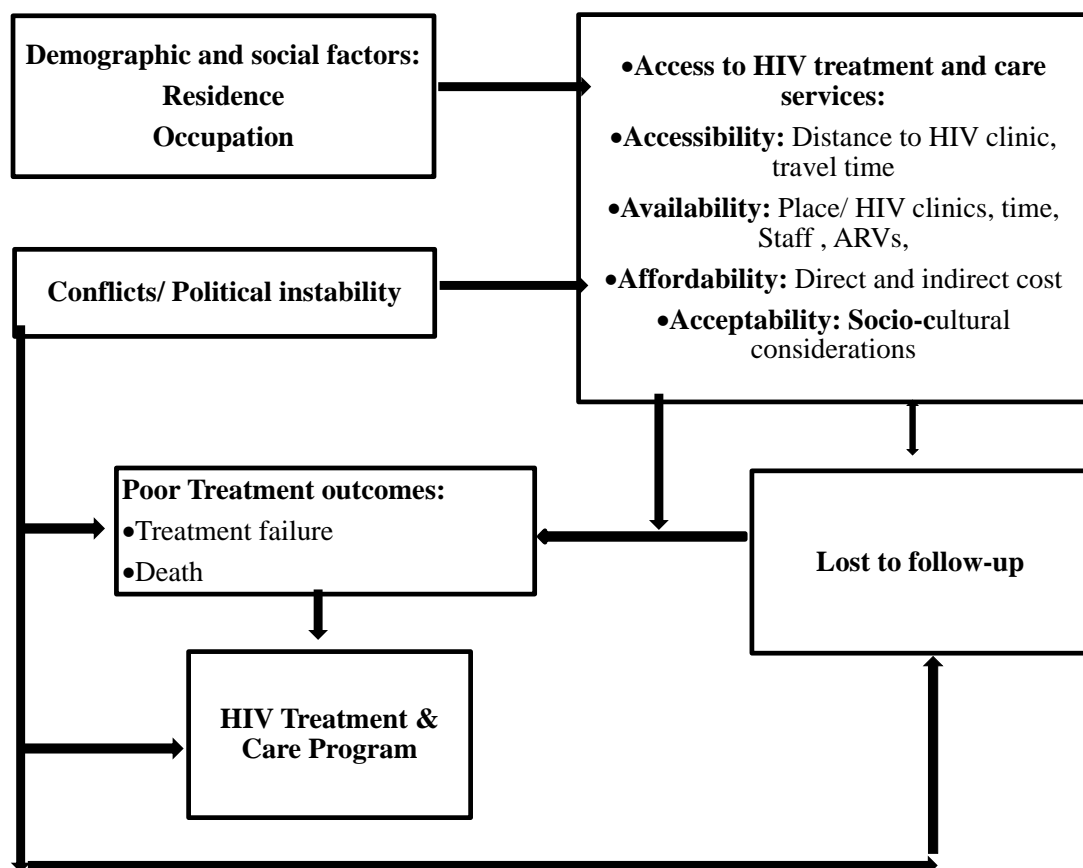 Demographic and social factors:
Residence
Occupation
•Access to HIV treatment and care
services:
•Accessibility: Distance to HIV clinic,
travel time
•Availability: Place/ HIV clinics, time,
Staff , ARVs,
•Affordability: Direct and indirect cost
•Acceptability: Socio-cultural
considerations
Conflicts/ Political instability
Poor Treatment outcomes:
•Treatment failure
•Death
Lost to follow-up
HIV Treatment &
Care Program